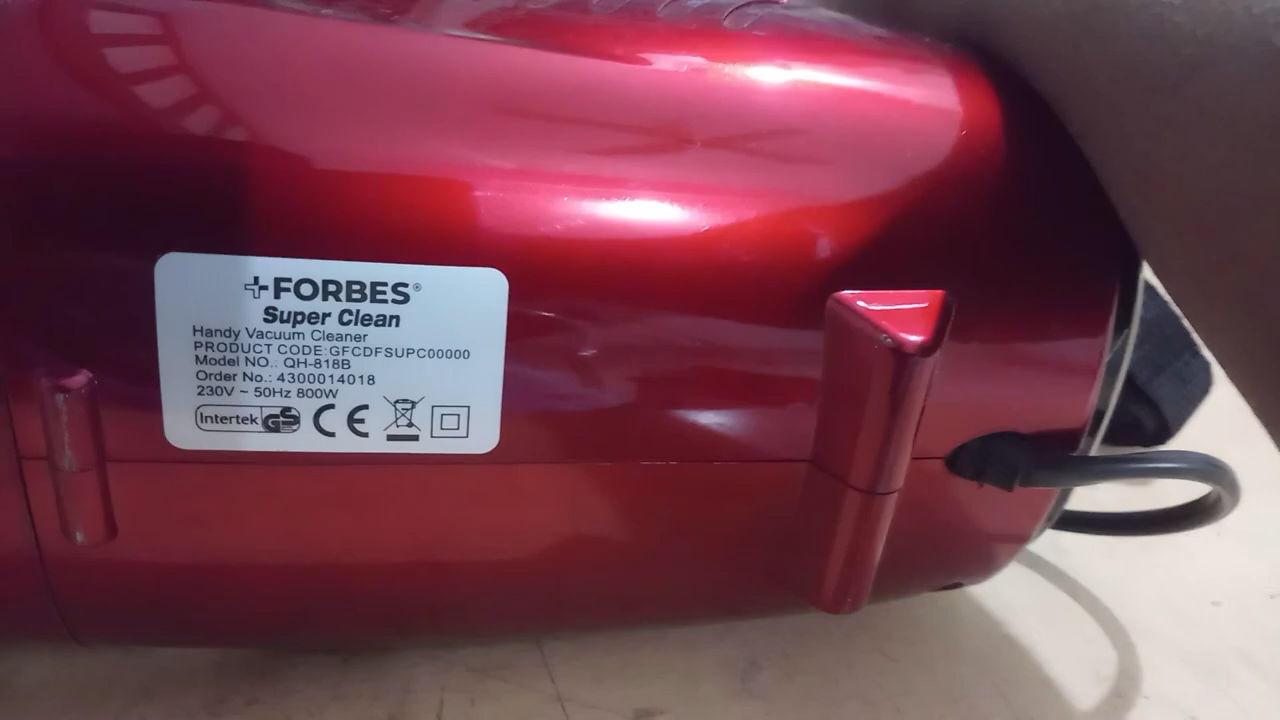 FORBES®
Super Clean
Handy Vacuum Cleaner
PRODUCT CODE:GFCDFSUPC00000
Model NO.: QH-818B
Order No.: 4300014018
230V ~ 50Hz 800W
Intertek GS CE